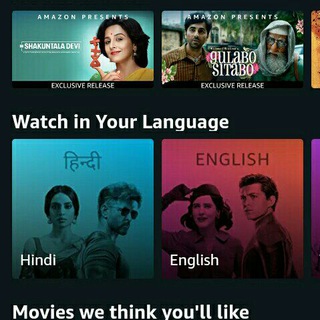 AMAZON PRESENTS
AMAZON PRESENTS
SHAKUNTALA DEVI
GULABO
SITABO
EXCLUSIVE RELEASE
EXCLUSIVE RELEASE
Watch in Your Language
हिन्दी
ENGLISH
Hindi
English
Movies we think you'll like